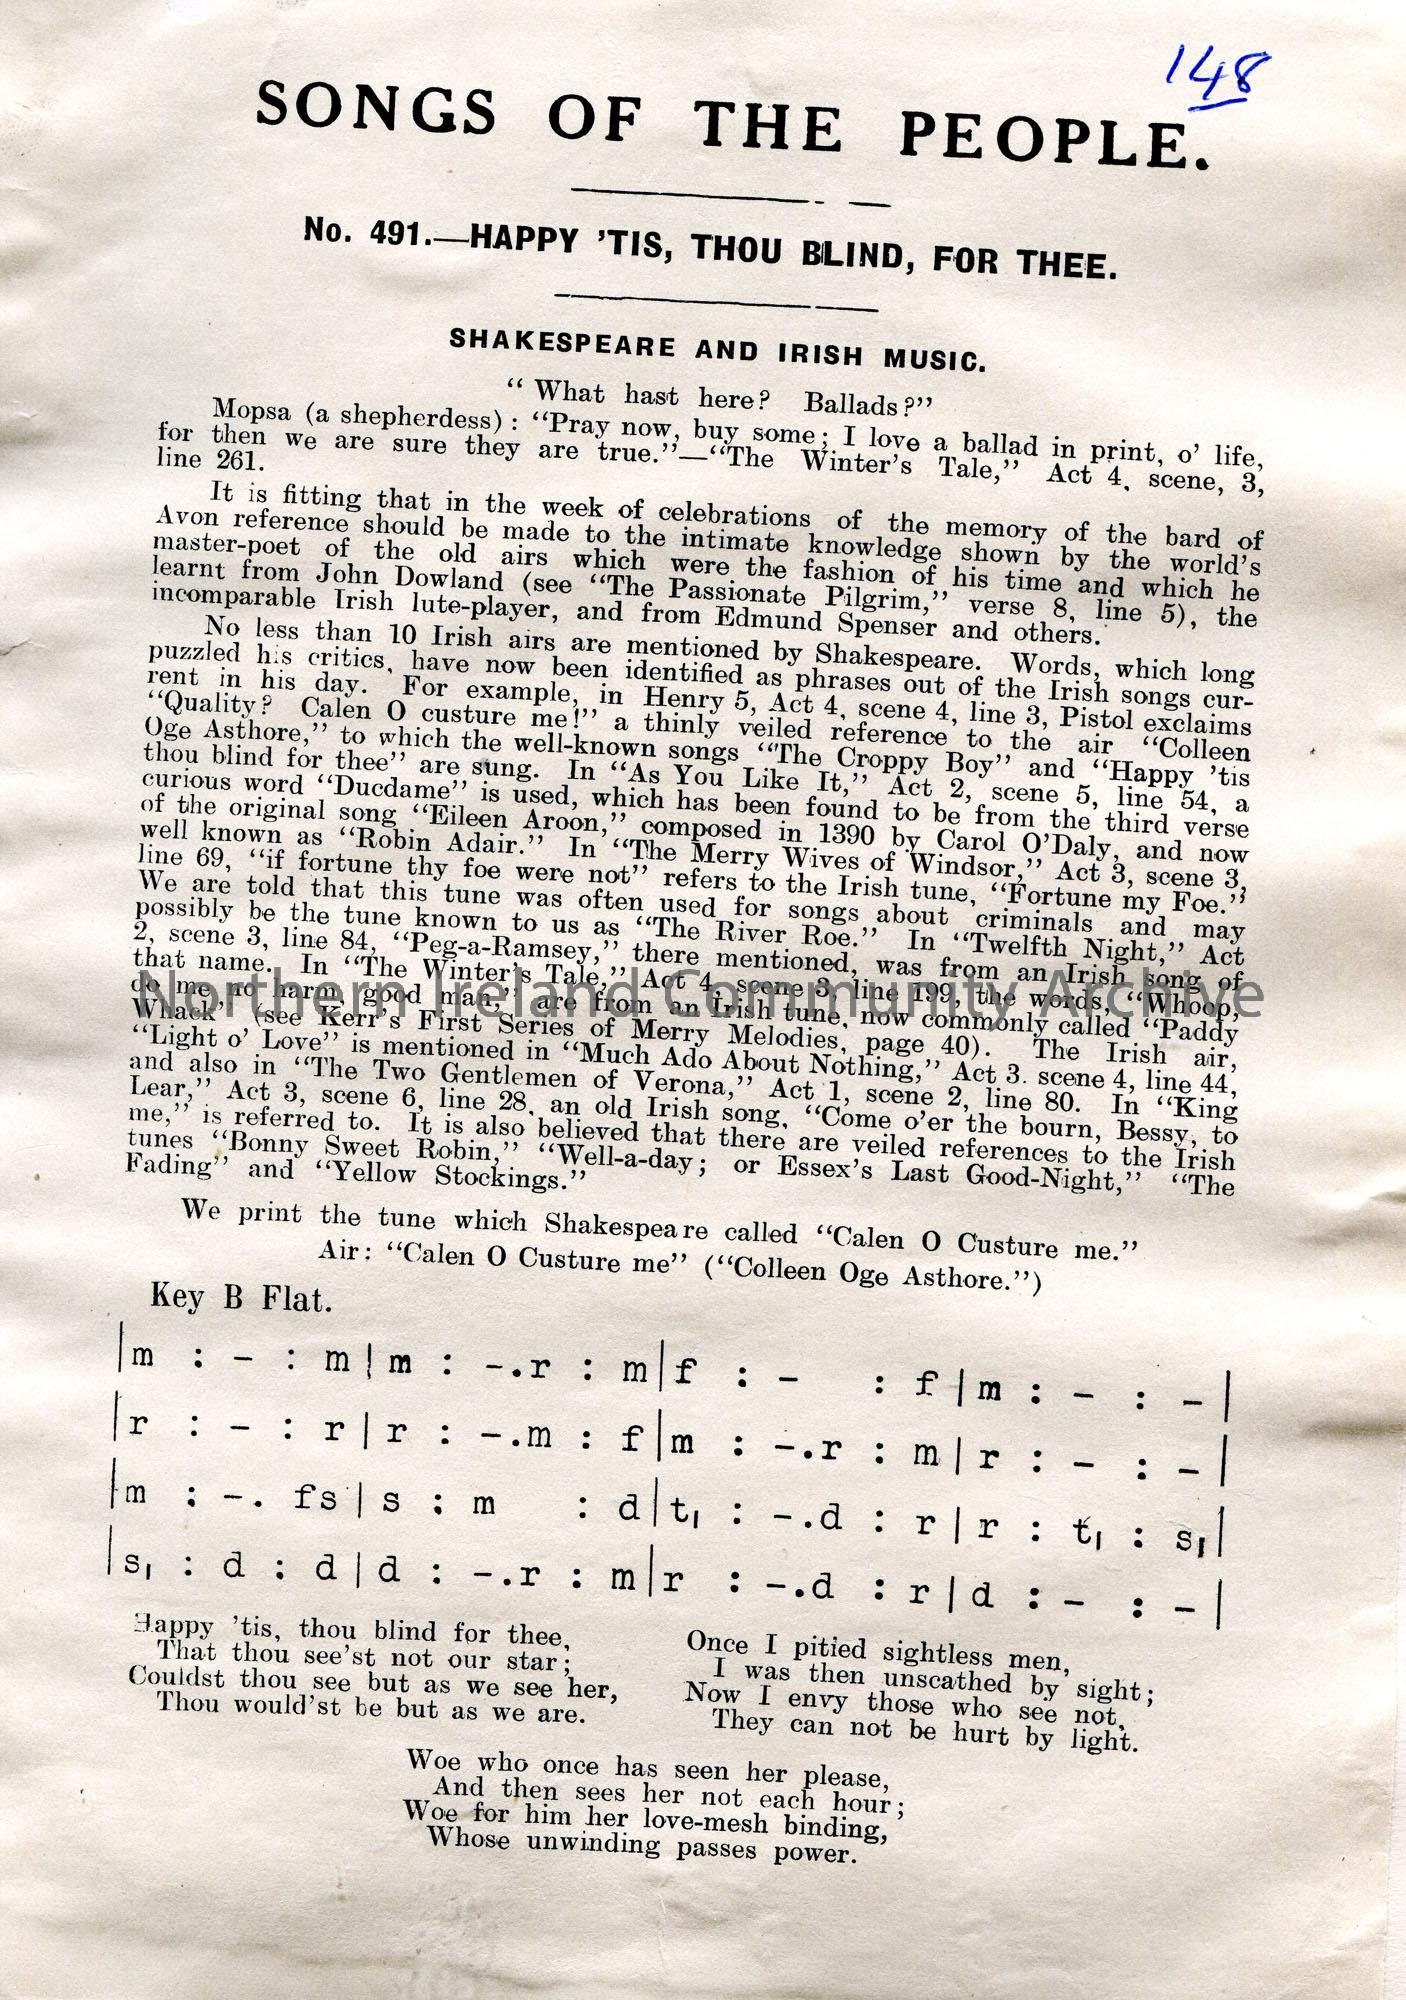 148
SONGS OF THE PEOPLE.
No. 491.—HAPPY 'TIS, THOU BLIND, FOR THEE.
SHAKESPEARE AND IRISH MUSIC.
"What hast here? Ballads?"
Mopsa (a shepherdess): "Pray now, buy some; I love a ballad in print, o' life,
for then we are sure they are true."—"The Winter's Tale," Act 4, scene, 3,
line 261.
It is fitting that in the week of celebrations of the memory of the bard of
Avon reference should be made to the intimate knowledge shown by the world's
master-poet of the old airs which were the fashion of his time and which he
learnt from John Dowland (see "The Passionate Pilgrim," verse 8, line 5), the
incomparable Irish lute-player, and from Edmund Spenser and others.
No less than 10 Irish airs are mentioned by Shakespeare. Words, which long
puzzled his critics, have now been identified as phrases out of the Irish songs cur-
rent in his day. For example, in Henry 5, Act 4, scene 4, line 3, Pistol exclaims
"Quality? Calen O custure me!" a thinly veiled reference to the air "Colleen
Oge Asthore," to which the well-known songs "The Croppy Boy" and "Happy 'tis
thou blind for thee" are sung. In "As You Like It," Act 2, scene 5, line 54, a
curious word "Ducdame" is used, which has been found to be from the third verse
of the original song "Eileen Aroon," composed in 1390 by Carol O'Daly, and now
well known as "Robin Adair." In "The Merry Wives of Windsor," Act 3, scene 3,
line 69, "if fortune thy foe were not" refers to the Irish tune, "Fortune my Foe."
We are told that this tune was often used for songs about criminals and may
possibly be the tune known to us as "The River Roe." In "Twelfth Night," Act
2, scene 3, line 84, "Peg-a-Ramsey," there mentioned, was from an Irish song of
that name. In "The Winter's Tale," Act 4, scene 3, line 199, the words, "Whoop,
do me no harm, good man," are from an Irish tune, now commonly called "Paddy
Whack" (see Kerr's First Series of Merry Melodies, page 40). The Irish air,
"Light o' Love" is mentioned in "Much Ado About Nothing," Act 3. scene 4, line 44,
and also in "The Two Gentlemen of Verona," Act 1, scene 2, line 80. In "King
Lear," Act 3, scene 6, line 28, an old Irish song, "Come o'er the bourn, Bessy, to
me," is referred to. It is also believed that there are veiled references to the Irish
tunes "Bonny Sweet Robin," "Well-a-day; or Essex's Last Good-Night," "The
Fading" and "Yellow Stockings."
Northern Ireland Community Archive
We print the tune which Shakespeare called "Calen O Custure me."
Air: "Calen O Custure me" ("Colleen Oge Asthore.")
Key B Flat.
|m : – : m|m : –.r : m|f : – : f|m : – : –|
|r : – : r|r : –.m : f|m : –.r : m|r : – : –|
|m : –. fs|s : m : d|t₁ : –.d : r|r : t₁ : s₁|
|s₁ : d : d|d : –.r : m|r : –.d : r|d : – : –|
Happy 'tis, thou blind for thee,
That thou see'st not our star;
Couldst thou see but as we see her,
Thou would'st be but as we are.
Once I pitied sightless men,
I was then unscathed by sight;
Now I envy those who see not,
They can not be hurt by light.
Woe who once has seen her please,
And then sees her not each hour;
Woe for him her love-mesh binding,
Whose unwinding passes power.